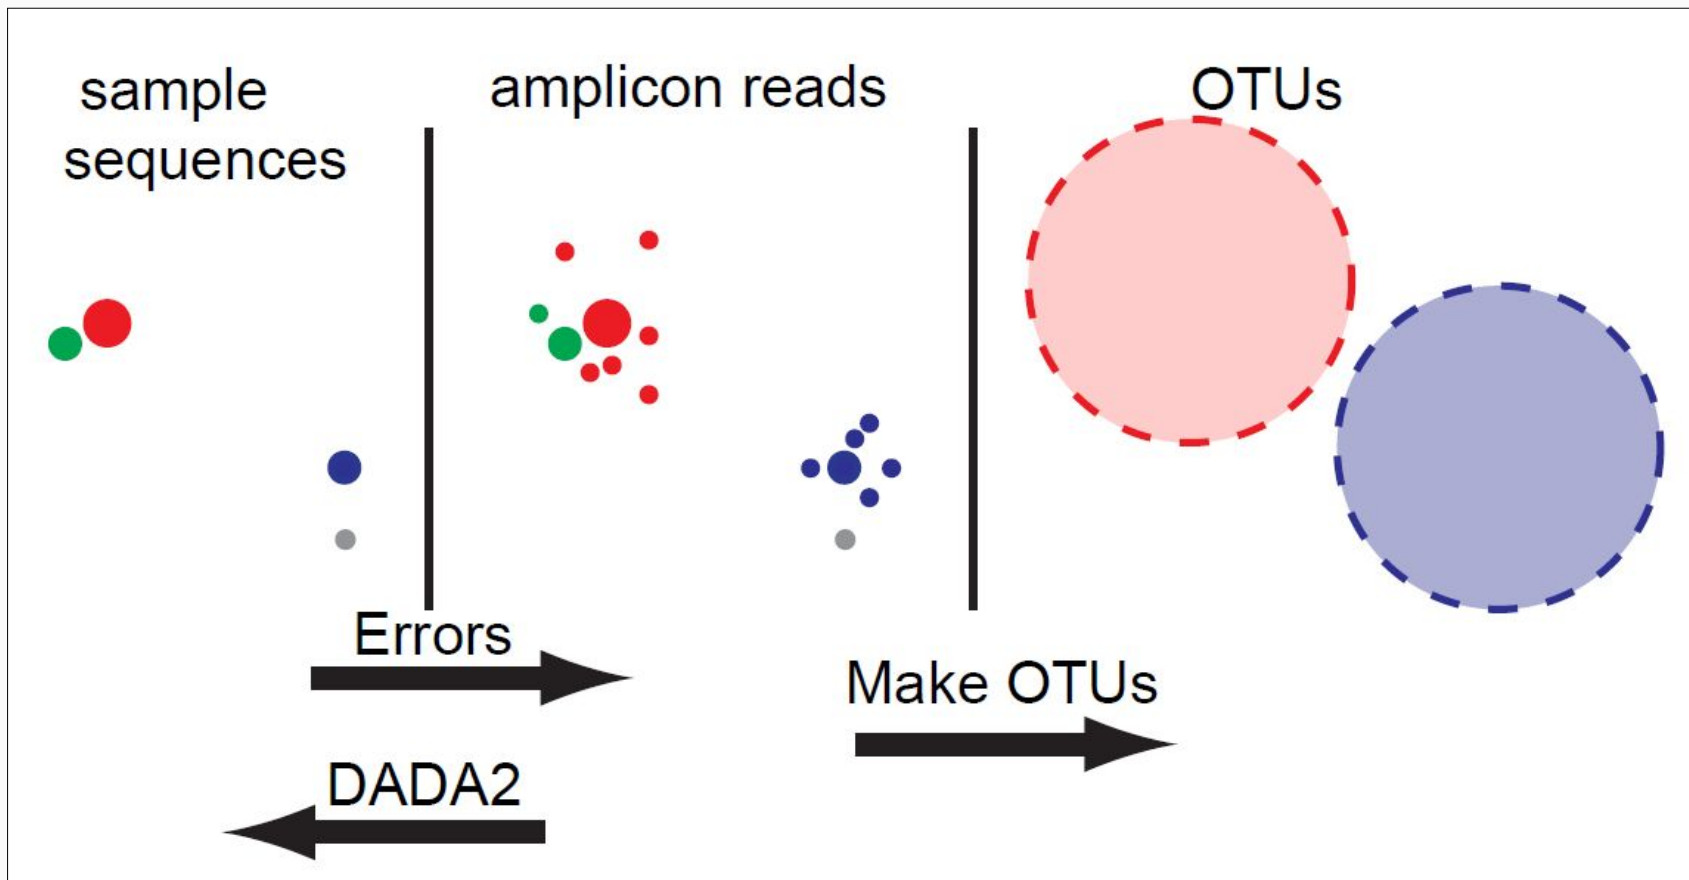 sample
sequences
amplicon reads
OTUs
Errors
Make OTUs
DADA2